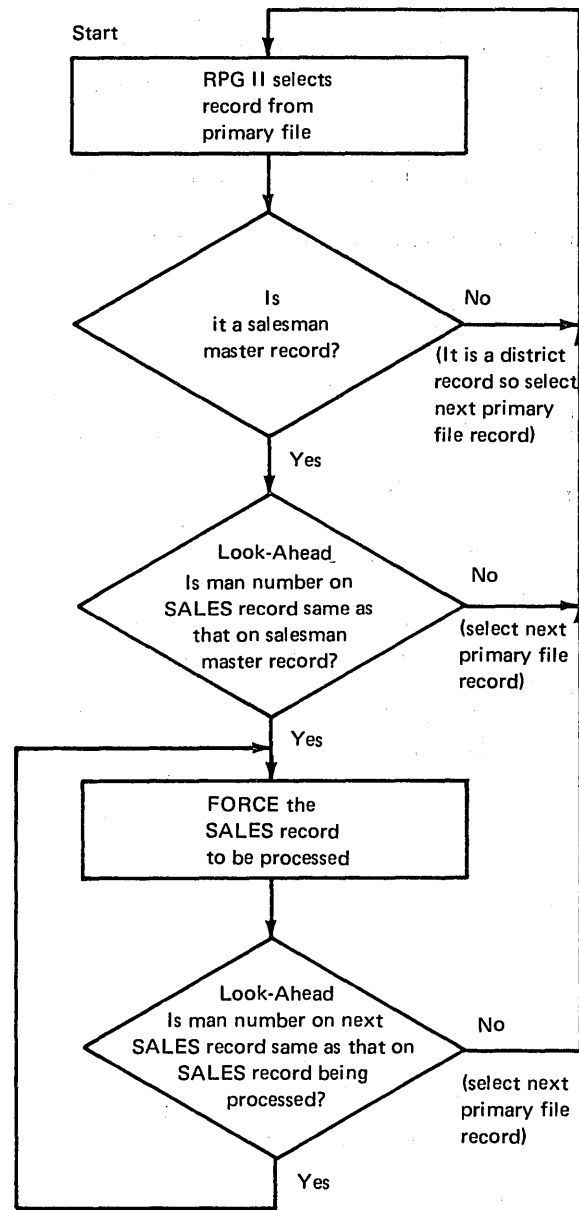 Start
RPG II selects
record from
primary file
Is
it a salesman
master record?
No
(It is a district
record so select
next primary
file record)
Yes
Look-Ahead
Is man number on
SALES record same as
that on salesman
master record?
No
(select next
primary file
record)
Yes
FORCE the
SALES record
to be processed
Look-Ahead
Is man number on next
SALES record same as that on
SALES record being
processed?
No
(select next
primary file
record)
Yes